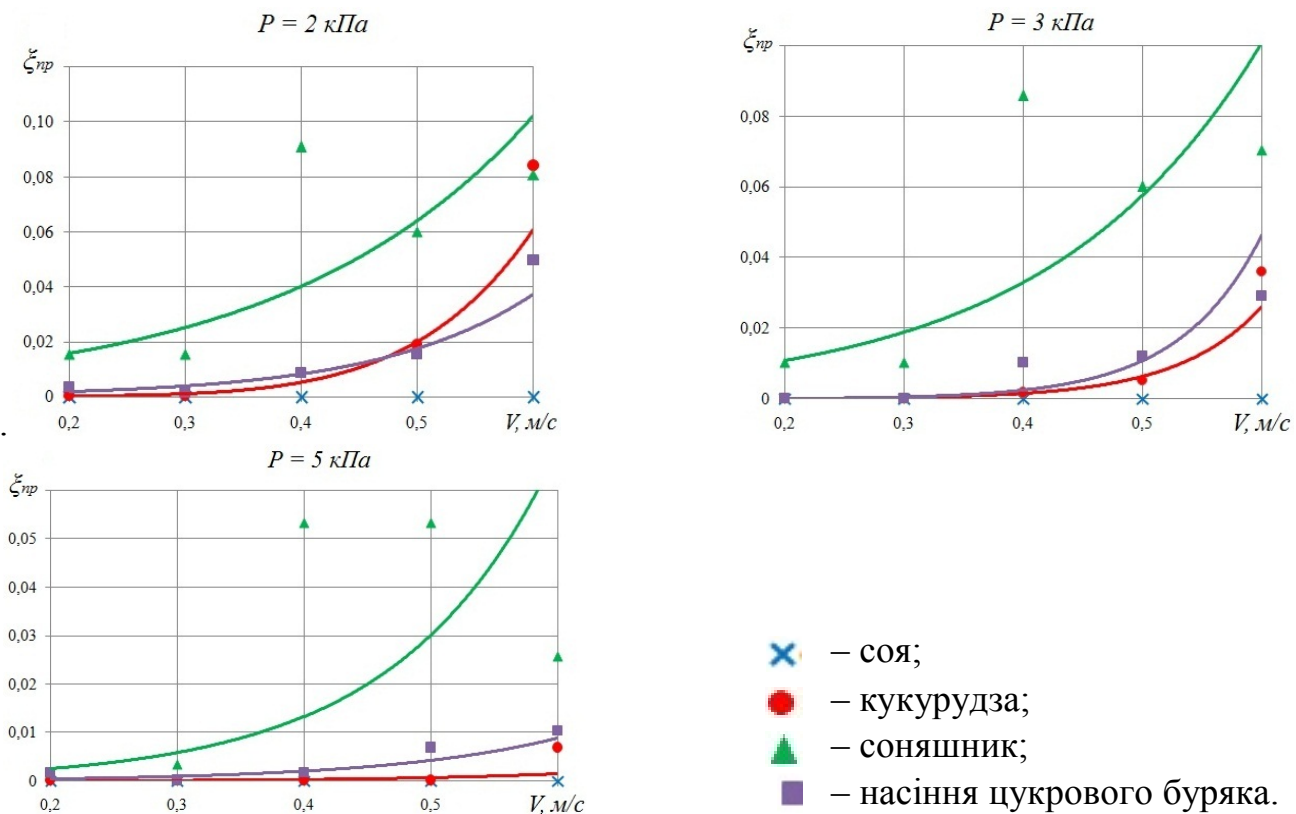 P = 2 кПа
ξпр
0,10
0,08
0,06
0,04
0,02
0
0,2 0,3 0,4 0,5 V, м/с
P = 3 кПа
ξпр
0,08
0,06
0,04
0,02
0
0,2 0,3 0,4 0,5 V, м/с
.
P = 5 кПа
ξпр
0,05
0,04
0,03
0,02
0,01
0
0,2 0,3 0,4 0,5 V, м/с
– соя;
– кукурудза;
– соняшник;
– насіння цукрового буряка.